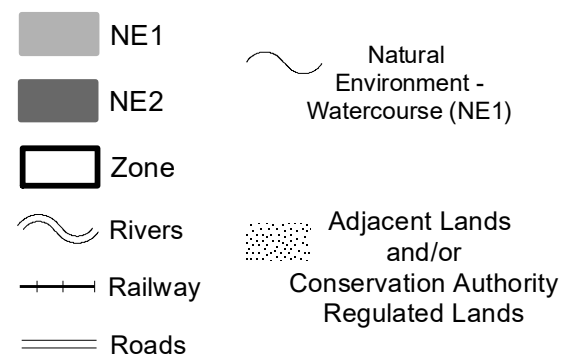 NE1
NE2
Zone
Rivers
Railway
Roads
Natural
Environment -
Watercourse (NE1)
Adjacent Lands
and/or
Conservation Authority
Regulated Lands